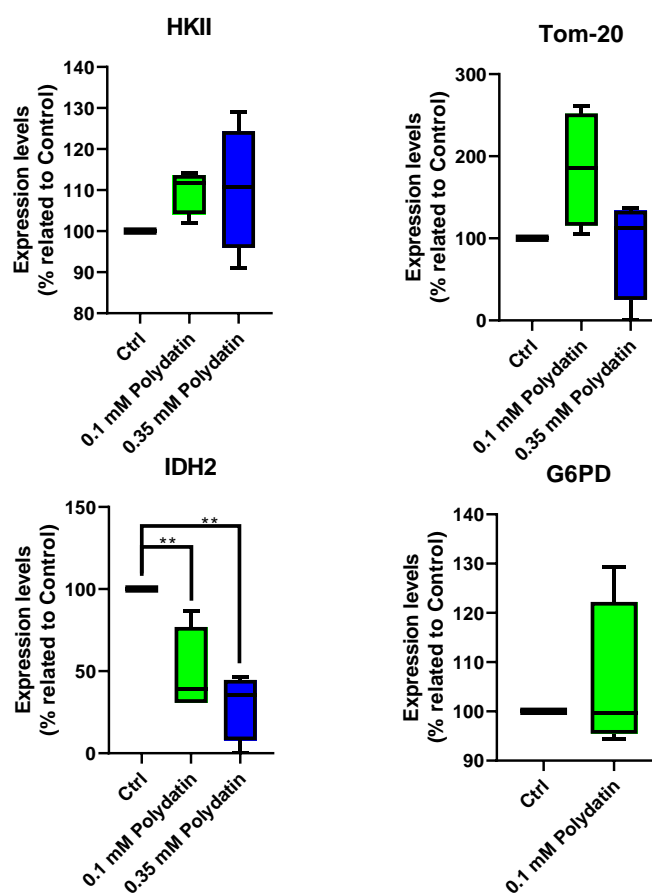 HKII
Expression levels
(% related to Control)
140
130
120
110
100
90
80
Ctrl
0.1 mM Polydatin
0.35 mM Polydatin
Tom-20
Expression levels
(% related to Control)
300
200
100
0
Ctrl
0.1 mM Polydatin
0.35 mM Polydatin
IDH2
Expression levels
(% related to Control)
150
100
50
0
**
**
Ctrl
0.1 mM Polydatin
0.35 mM Polydatin
G6PD
Expression levels
(% related to Control)
140
130
120
110
100
90
Ctrl
0.1 mM Polydatin